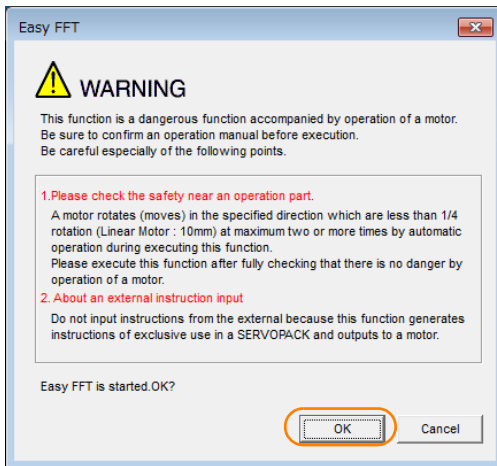 Easy FFT
WARNING
This function is a dangerous function accompanied by operation of a motor.
Be sure to confirm an operation manual before execution.
Be careful especially of the following points.
1.Please check the safety near an operation part.
A motor rotates (moves) in the specified direction which are less than 1/4
rotation (Linear Motor : 10mm) at maximum two or more times by automatic
operation during executing this function.
Please execute this function after fully checking that there is no danger by
operation of a motor.
2. About an external instruction input
Do not input instructions from the external because this function generates
instructions of exclusive use in a SERVOPACK and outputs to a motor.
Easy FFT is started.OK?
OK
Cancel